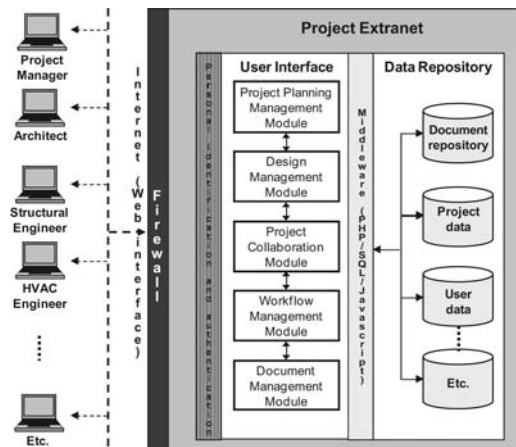 Project Extranet
Project
Manager
Architect
Structural
Engineer
HVAC
Engineer
Etc.
Internet (Web interface)
Firewall
Personal identification and authentication
User Interface
Project Planning
Management
Module
Design
Management
Module
Project
Collaboration
Module
Workflow
Management
Module
Document
Management
Module
Middleware (PHP/SQL/Javascript)
Data Repository
Document
repository
Project
data
User
data
Etc.